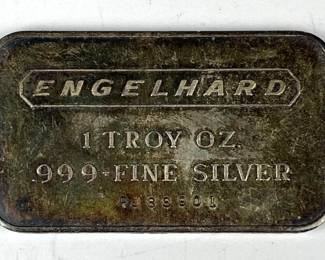 ENGELHARD
1 TROY OZ.
999+FINE SILVER